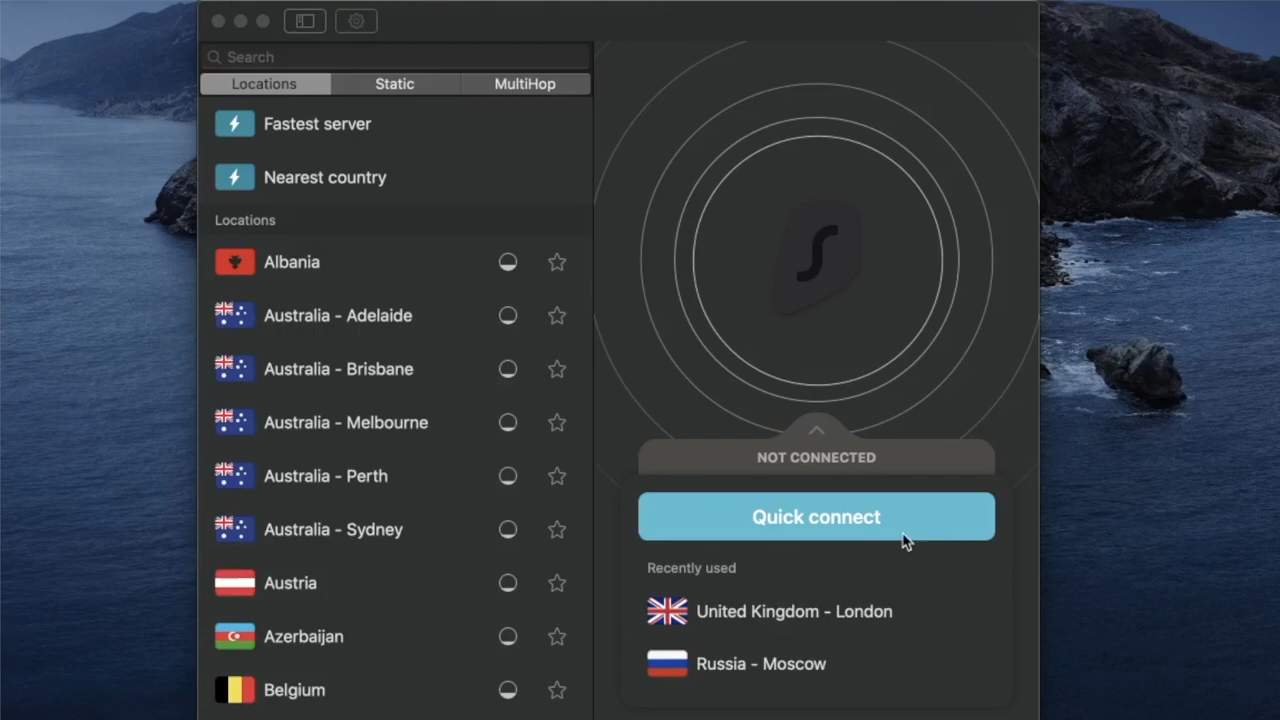 Search
Locations
Static
MultiHop
Fastest server
Nearest country
Locations
Albania
Australia - Adelaide
Australia - Brisbane
Australia - Melbourne
Australia - Perth
Australia - Sydney
Austria
Azerbaijan
Belgium
NOT CONNECTED
Quick connect
Recently used
United Kingdom - London
Russia - Moscow